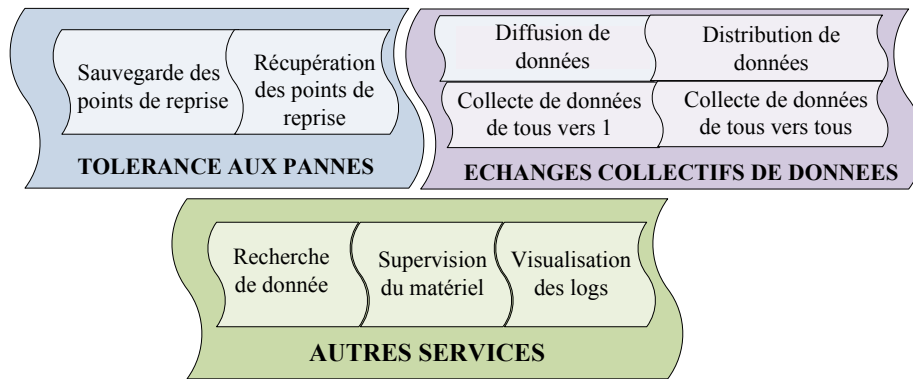 Sauvegarde des
points de reprise
Récupération
des points de
reprise
TOLERANCE AUX PANNES
Diffusion de
données
Distribution de
données
Collecte de données
de tous vers 1
Collecte de données
de tous vers tous
ECHANGES COLLECTIFS DE DONNEES
Recherche
de donnée
Supervision
du matériel
Visualisation
des logs
AUTRES SERVICES